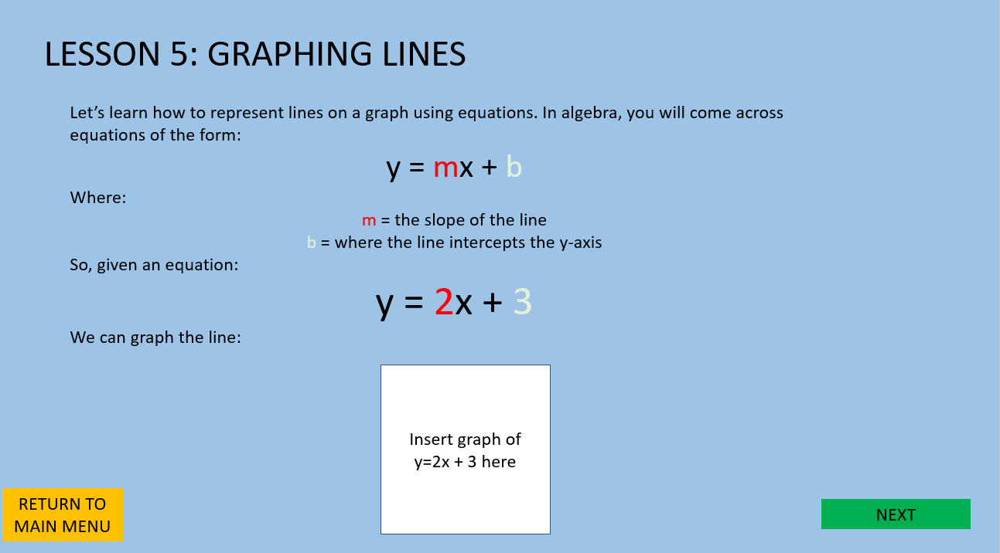 LESSON 5: GRAPHING LINES
Let’s learn how to represent lines on a graph using equations. In algebra, you will come across
equations of the form:
y = mx + b
Where:
m = the slope of the line
b = where the line intercepts the y-axis
So, given an equation:
y = 2x + 3
We can graph the line:
Insert graph of
y=2x + 3 here
RETURN TO
MAIN MENU
NEXT